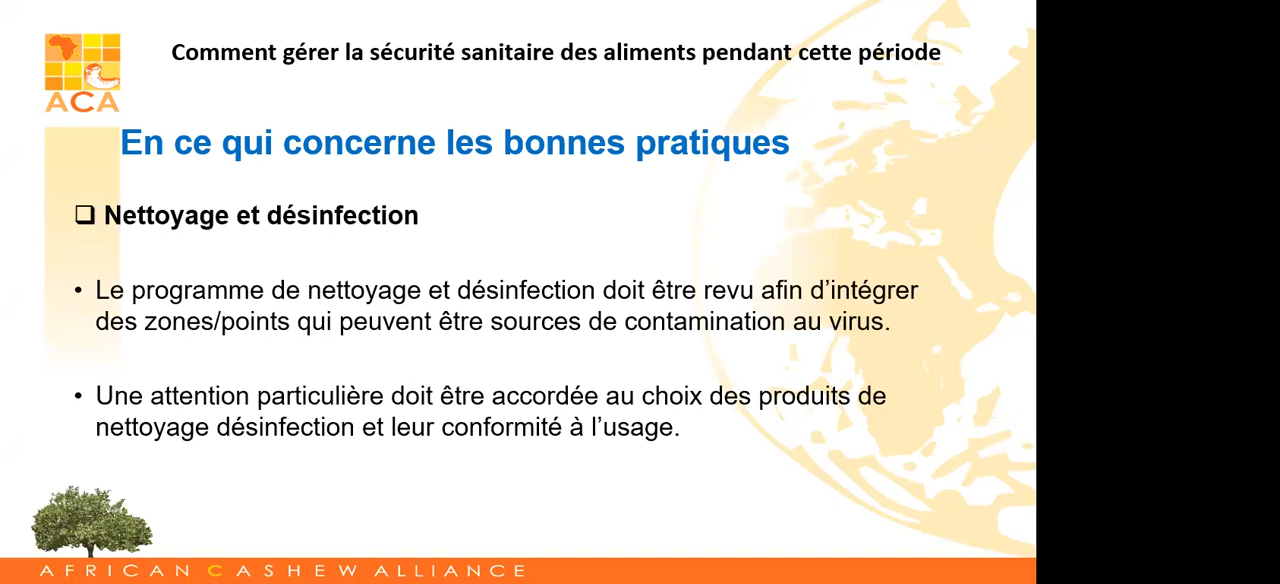 Comment gérer la sécurité sanitaire des aliments pendant cette période
ACA
En ce qui concerne les bonnes pratiques
❑ Nettoyage et désinfection
• Le programme de nettoyage et désinfection doit être revu afin d’intégrer
des zones/points qui peuvent être sources de contamination au virus.
• Une attention particulière doit être accordée au choix des produits de
nettoyage désinfection et leur conformité à l’usage.
AFRICAN CASHEW ALLIANCE